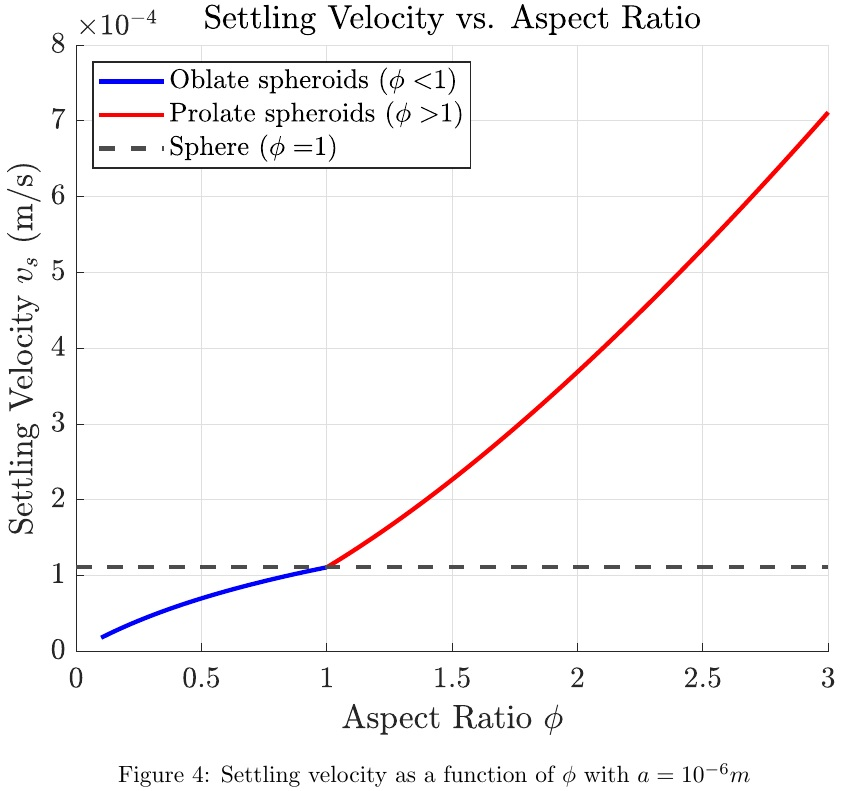 ×10⁻⁴ Settling Velocity vs. Aspect Ratio
8
7
6
5
4
3
2
1
0
Settling Velocity vₛ (m/s)
Oblate spheroids (ϕ <1)
Prolate spheroids (ϕ >1)
Sphere (ϕ =1)
0 0.5 1 1.5 2 2.5 3
Aspect Ratio ϕ
Figure 4: Settling velocity as a function of ϕ with a = 10⁻⁶m